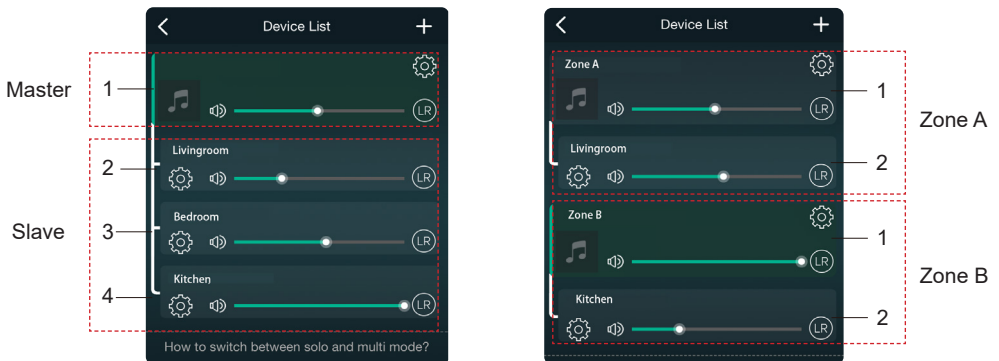 Device List
Master
1
LR
Livingroom
2
LR
Bedroom
Slave
3
LR
Kitchen
4
LR
How to switch between solo and multi mode?
Device List
Zone A
1
LR
Zone A
Livingroom
2
LR
Zone B
1
LR
Zone B
Kitchen
2
LR